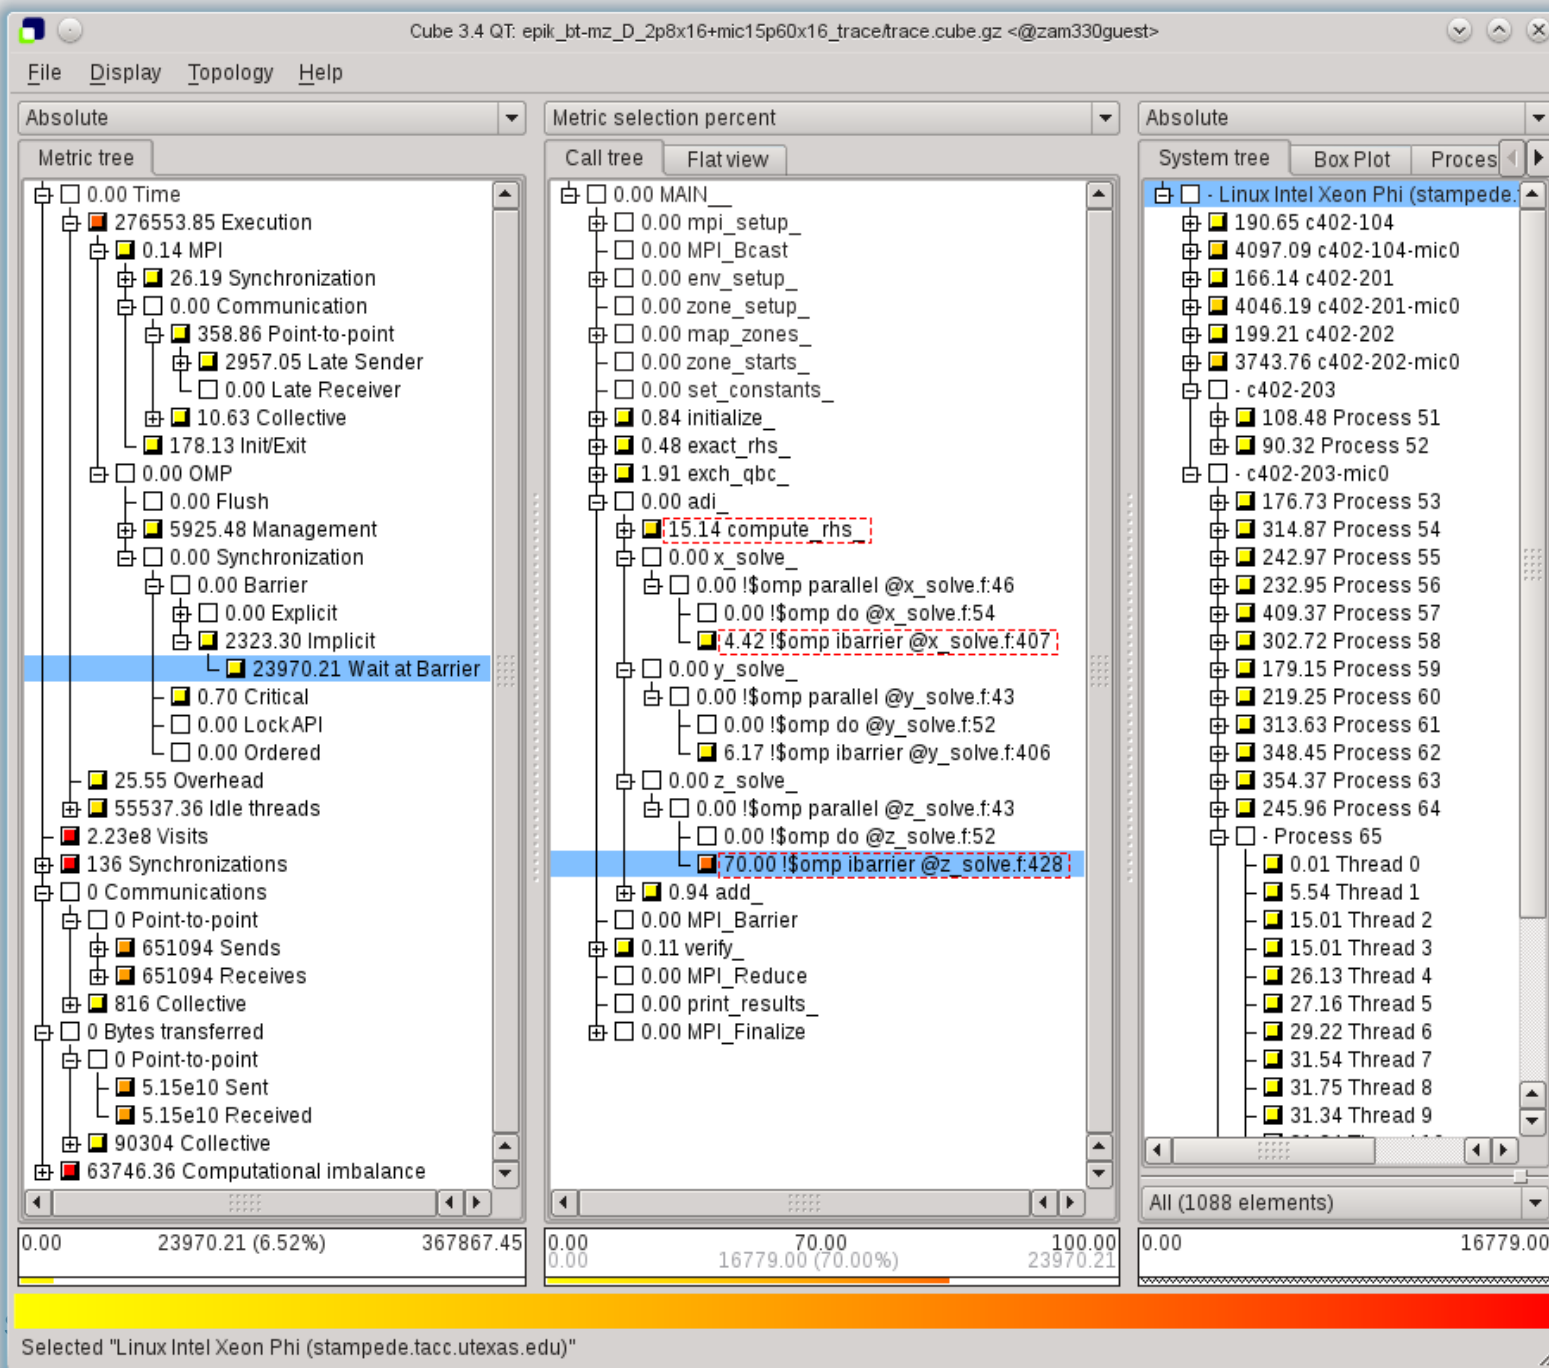 Cube 3.4 QT: epik_bt-mz_D_2p8x16+mic15p60x16_trace/trace.cube.gz <@zam330guest>
File Display Topology Help
Absolute
Metric tree
0.00 Time
276553.85 Execution
0.14 MPI
26.19 Synchronization
0.00 Communication
358.86 Point-to-point
2957.05 Late Sender
0.00 Late Receiver
10.63 Collective
178.13 Init/Exit
0.00 OMP
0.00 Flush
5925.48 Management
0.00 Synchronization
0.00 Barrier
0.00 Explicit
2323.30 Implicit
23970.21 Wait at Barrier
0.70 Critical
0.00 Lock API
0.00 Ordered
25.55 Overhead
55537.36 Idle threads
2.23e8 Visits
136 Synchronizations
0 Communications
0 Point-to-point
651094 Sends
651094 Receives
816 Collective
0 Bytes transferred
0 Point-to-point
5.15e10 Sent
5.15e10 Received
90304 Collective
63746.36 Computational imbalance
0.00 23970.21 (6.52%) 367867.45
Metric selection percent
Call tree Flat view
0.00 MAIN__
0.00 mpi_setup_
0.00 MPI_Bcast
0.00 env_setup_
0.00 zone_setup_
0.00 map_zones_
0.00 zone_starts_
0.00 set_constants_
0.84 initialize_
0.48 exact_rhs_
1.91 exch_qbc_
0.00 adi_
15.14 compute_rhs_
0.00 x_solve_
0.00 !$omp parallel @x_solve.f:46
0.00 !$omp do @x_solve.f:54
4.42 !$omp ibarrier @x_solve.f:407
0.00 y_solve_
0.00 !$omp parallel @y_solve.f:43
0.00 !$omp do @y_solve.f:52
6.17 !$omp ibarrier @y_solve.f:406
0.00 z_solve_
0.00 !$omp parallel @z_solve.f:43
0.00 !$omp do @z_solve.f:52
70.00 !$omp ibarrier @z_solve.f:428
0.94 add_
0.00 MPI_Barrier
0.11 verify_
0.00 MPI_Reduce
0.00 print_results_
0.00 MPI_Finalize
0.00 70.00 100.00
0.00 16779.00 (70.00%) 23970.21
Absolute
System tree Box Plot Proces
- Linux Intel Xeon Phi (stampede.
190.65 c402-104
4097.09 c402-104-mic0
166.14 c402-201
4046.19 c402-201-mic0
199.21 c402-202
3743.76 c402-202-mic0
- c402-203
108.48 Process 51
90.32 Process 52
- c402-203-mic0
176.73 Process 53
314.87 Process 54
242.97 Process 55
232.95 Process 56
409.37 Process 57
302.72 Process 58
179.15 Process 59
219.25 Process 60
313.63 Process 61
348.45 Process 62
354.37 Process 63
245.96 Process 64
- Process 65
0.01 Thread 0
5.54 Thread 1
15.01 Thread 2
15.01 Thread 3
26.13 Thread 4
27.16 Thread 5
29.22 Thread 6
31.54 Thread 7
31.75 Thread 8
31.34 Thread 9
All (1088 elements)
0.00 16779.00
Selected "Linux Intel Xeon Phi (stampede.tacc.utexas.edu)"